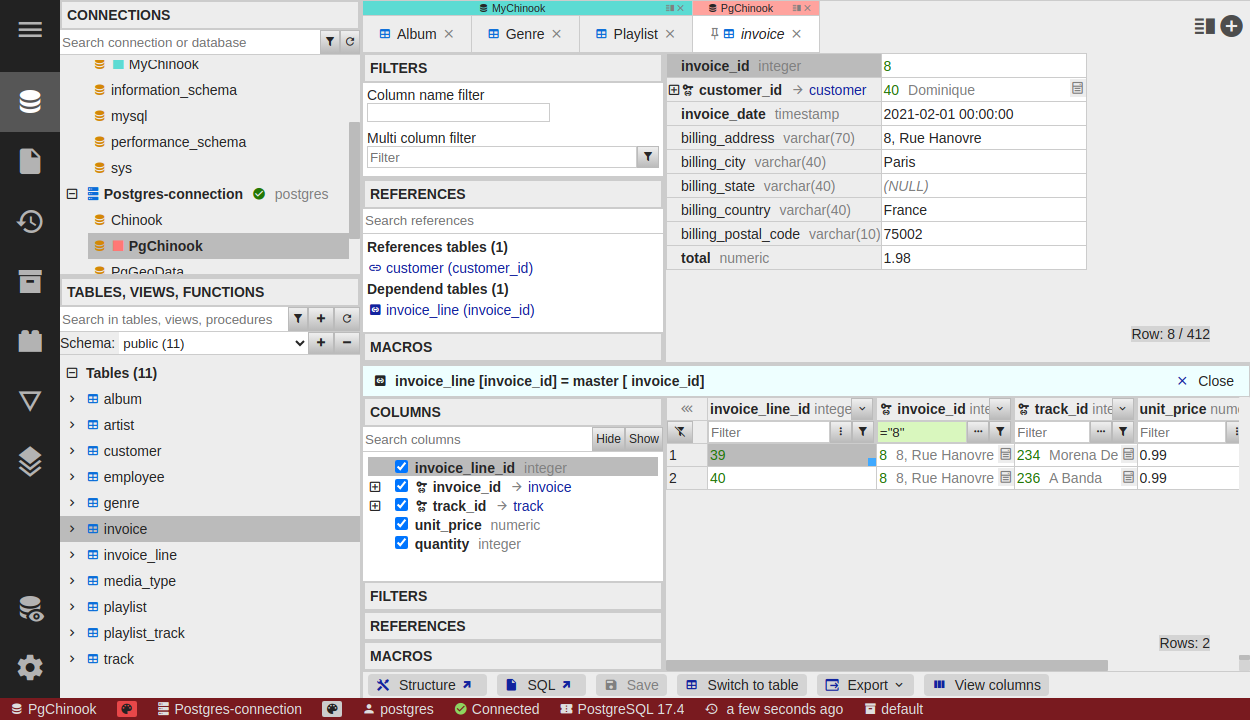 CONNECTIONS
Search connection or database
MyChinook
information_schema
mysql
performance_schema
sys
Postgres-connection postgres
Chinook
PgChinook
PgGeoData
TABLES, VIEWS, FUNCTIONS
Search in tables, views, procedures
Schema: public (11)
Tables (11)
album
artist
customer
employee
genre
invoice
invoice_line
media_type
playlist
playlist_track
track
MyChinook
PgChinook
Album
Genre
Playlist
invoice
FILTERS
Column name filter
Multi column filter
Filter
REFERENCES
Search references
References tables (1)
customer (customer_id)
Dependend tables (1)
invoice_line (invoice_id)
MACROS
invoice_id integer 8
customer_id customer 40 Dominique
invoice_date timestamp 2021-02-01 00:00:00
billing_address varchar(70) 8, Rue Hanovre
billing_city varchar(40) Paris
billing_state varchar(40) (NULL)
billing_country varchar(40) France
billing_postal_code varchar(10) 75002
total numeric 1.98
Row: 8 / 412
invoice_line [invoice_id] = master [ invoice_id]
Close
COLUMNS
Search columns
Hide
Show
invoice_line_id integer
invoice_id invoice
track_id track
unit_price numeric
quantity integer
FILTERS
REFERENCES
MACROS
invoice_line_id intege invoice_id inte track_id inte unit_price nume
Filter ="8" Filter Filter
1 39 8 8, Rue Hanovre 234 Morena De 0.99
2 40 8 8, Rue Hanovre 236 A Banda 0.99
Rows: 2
Structure
SQL
Save
Switch to table
Export
View columns
PgChinook
Postgres-connection
postgres
Connected
PostgreSQL 17.4
a few seconds ago
default